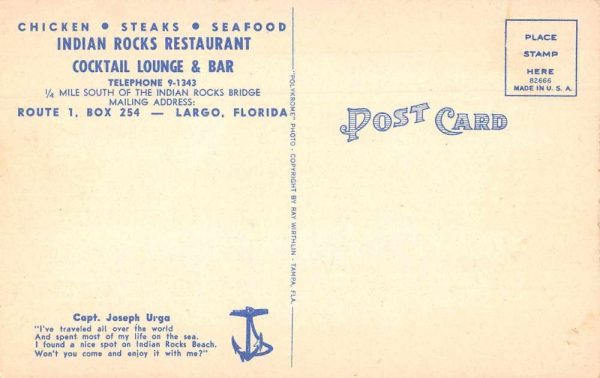 CHICKEN • STEAKS • SEAFOOD
INDIAN ROCKS RESTAURANT
COCKTAIL LOUNGE & BAR
TELEPHONE 9-1343
¼ MILE SOUTH OF THE INDIAN ROCKS BRIDGE
MAILING ADDRESS:
ROUTE 1, BOX 254 — LARGO, FLORIDA
Capt. Joseph Urga
"I've traveled all over the world
And spent most of my life on the sea.
I found a nice spot on Indian Rocks Beach.
Won't you come and enjoy it with me?"
"POLYKROME" PHOTO - COPYRIGHT BY RAY WIRTHLIN - TAMPA, FLA.
POST CARD
PLACE
STAMP
HERE
82666
MADE IN U. S. A.